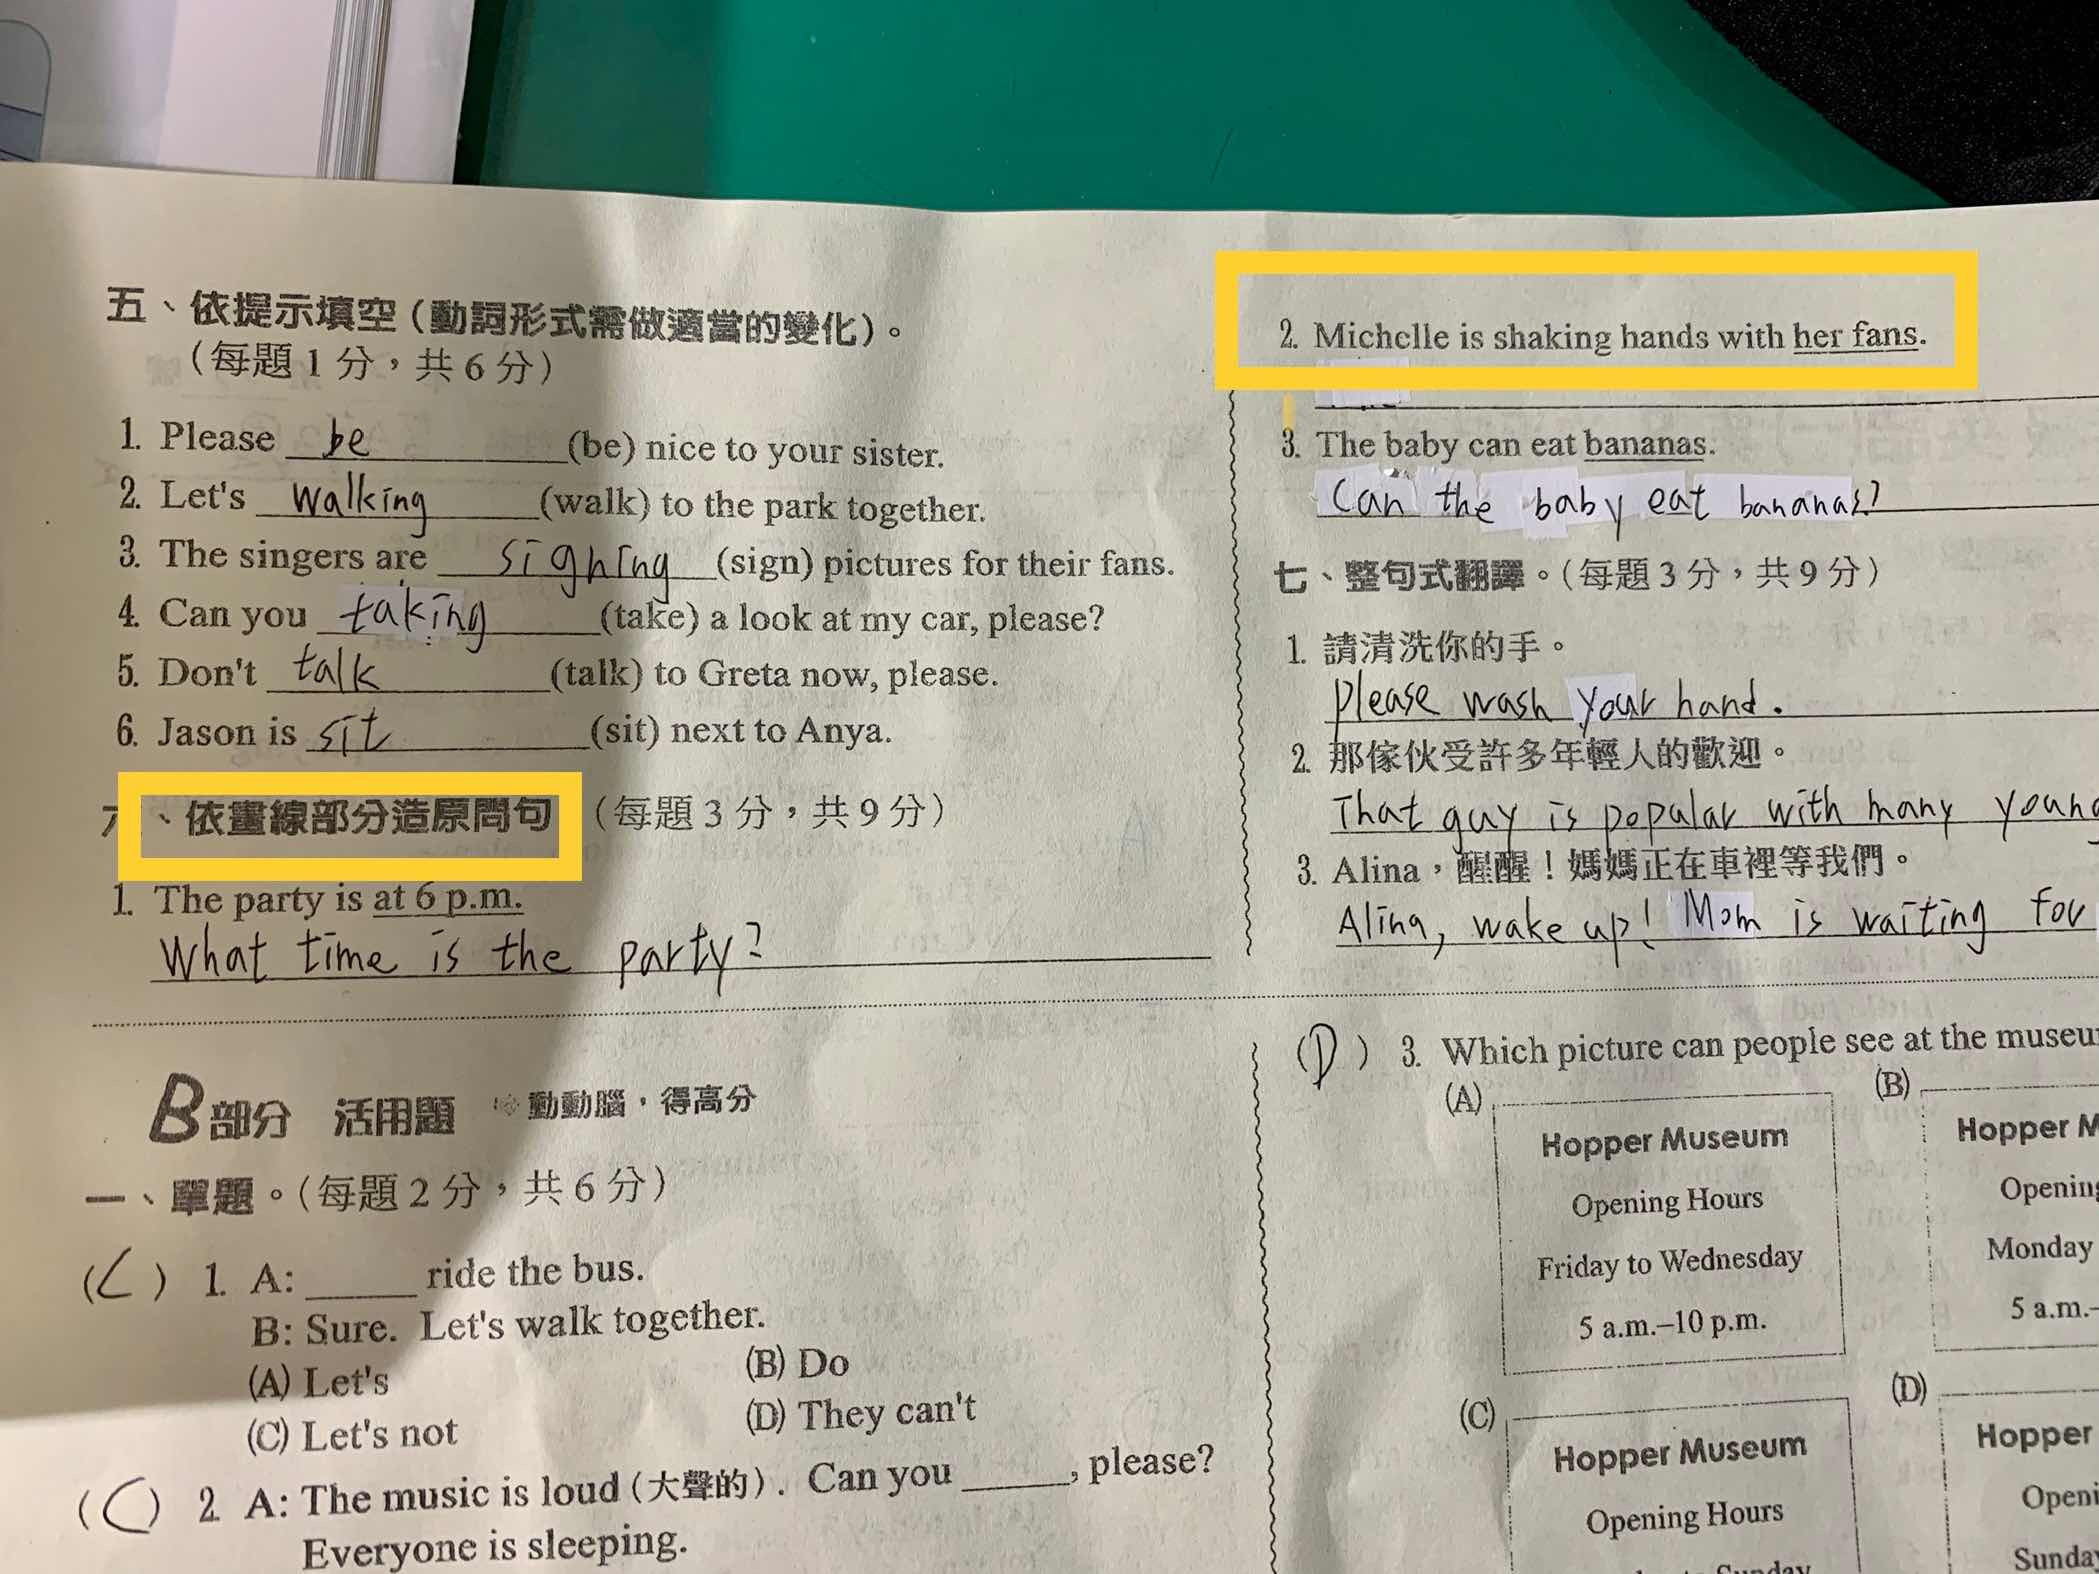 五、依提示填空(動詞形式需做適當的變化)。
(每題1分,共6分)
1. Please be (be) nice to your sister.
2. Let's walking (walk) to the park together.
3. The singers are sighing (sign) pictures for their fans.
4. Can you taking (take) a look at my car, please?
5. Don't talk (talk) to Greta now, please.
6. Jason is sit (sit) next to Anya.
六、依畫線部分造原問句 (每題3分,共9分)
1. The party is at 6 p.m.
What time is the party?
2. Michelle is shaking hands with her fans.
3. The baby can eat bananas.
Can the baby eat bananas?
七、整句式翻譯。(每題3分,共9分)
1. 請清洗你的手。
please wash your hand.
2. 那傢伙受許多年輕人的歡迎。
That guy is popular with many young
3. Alina,醒醒!媽媽正在車裡等我們。
Alina, wake up! Mom is waiting for
B部分 活用題 動動腦,得高分
一、單題。(每題2分,共6分)
(C) 1. A: _____ ride the bus.
B: Sure. Let's walk together.
(A) Let's (B) Do
(C) Let's not (D) They can't
(C) 2. A: The music is loud (大聲的). Can you _____, please?
Everyone is sleeping.
(D) 3. Which picture can people see at the
(A) (B)
Hopper Museum
Opening Hours
Friday to Wednesday
5 a.m.–10 p.m.
Hopper
Monday
5 a.m.–
(C) (D)
Hopper Museum
Opening Hours
Hopper